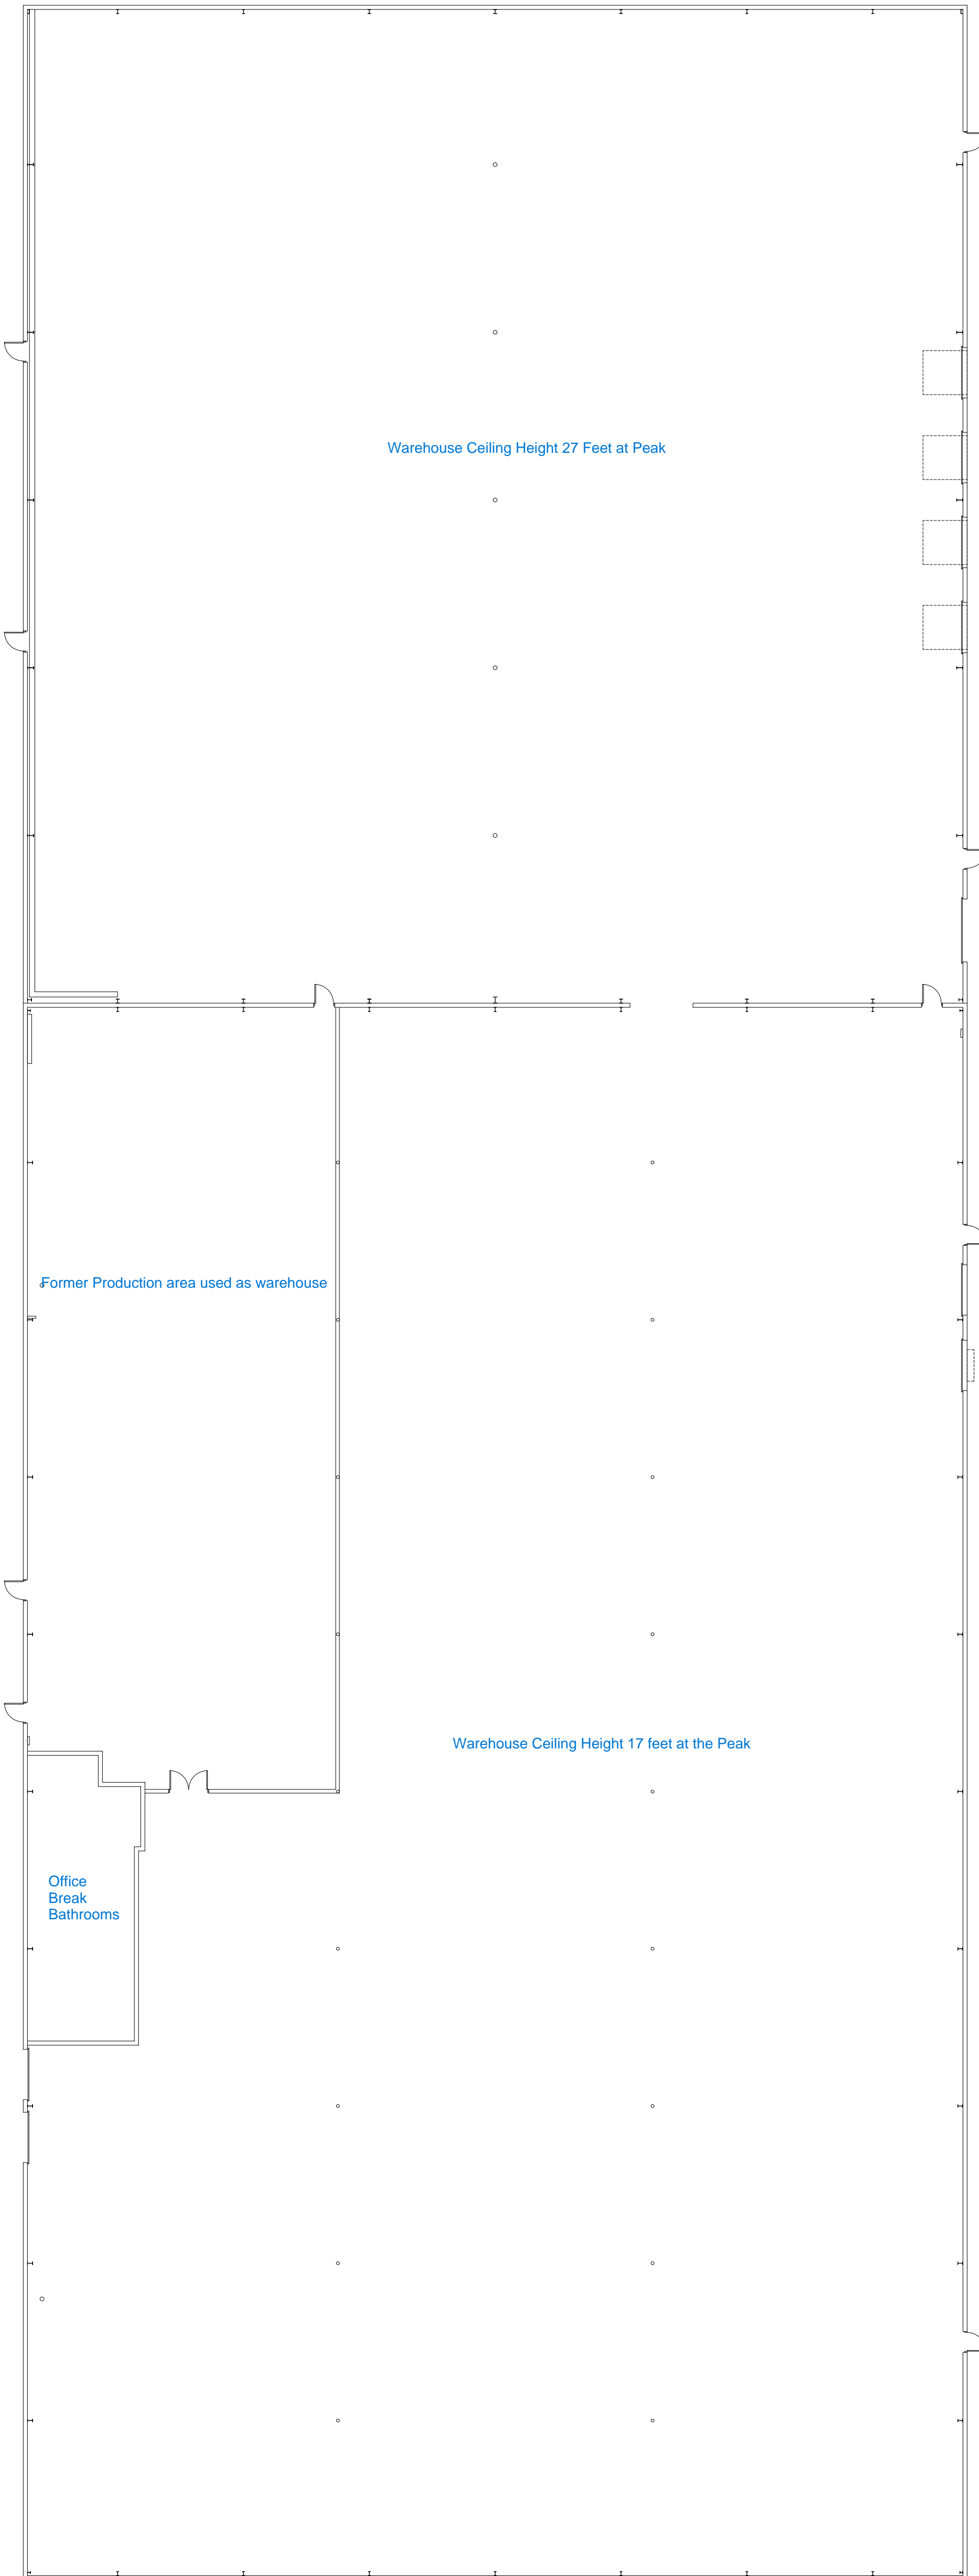 Warehouse Ceiling Height 27 Feet at Peak
Former Production area used as warehouse
Warehouse Ceiling Height 17 feet at the Peak
Office
Break
Bathrooms